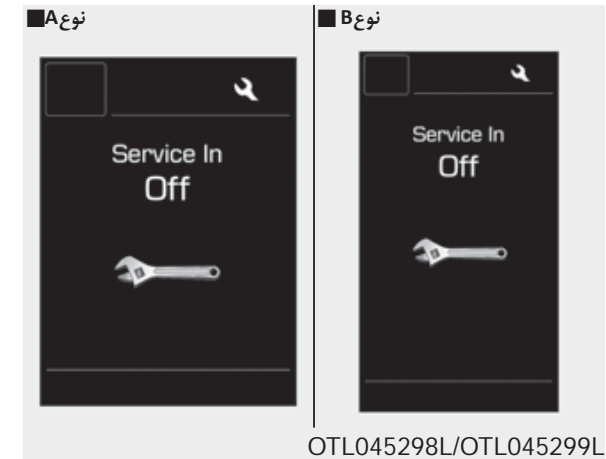 ■نوعA
■ نوعB
Service In
Off
Service In
Off
OTL045298L/OTL045299L